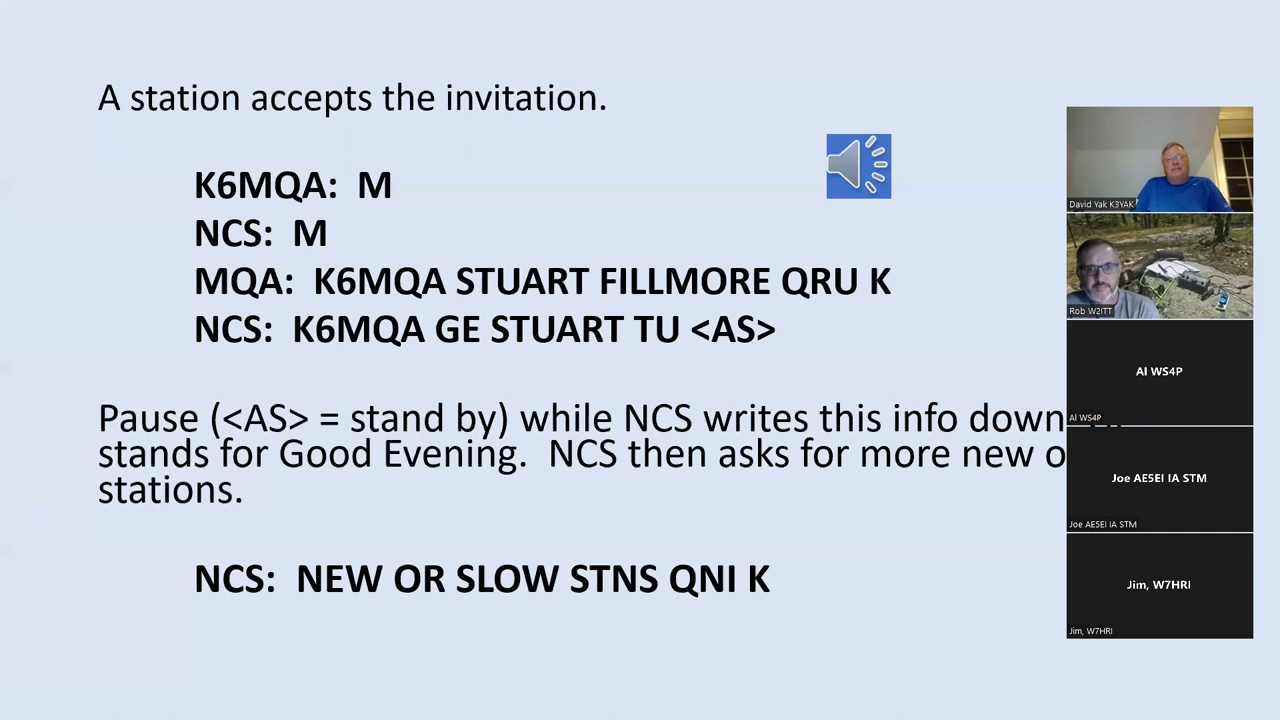 A station accepts the invitation.
K6MQA: M
NCS: M
MQA: K6MQA STUART FILLMORE QRU K
NCS: K6MQA GE STUART TU <AS>
Pause (<AS> = stand by) while NCS writes this info down
stands for Good Evening. NCS then asks for more new o
stations.
NCS: NEW OR SLOW STNS QNI K
David Yak K3YAK
Rob W2ITT
Al WS4P
Al WS4P
Joe AE5EI IA STM
Joe AE5EI IA STM
Jim, W7HRI
Jim, W7HRI